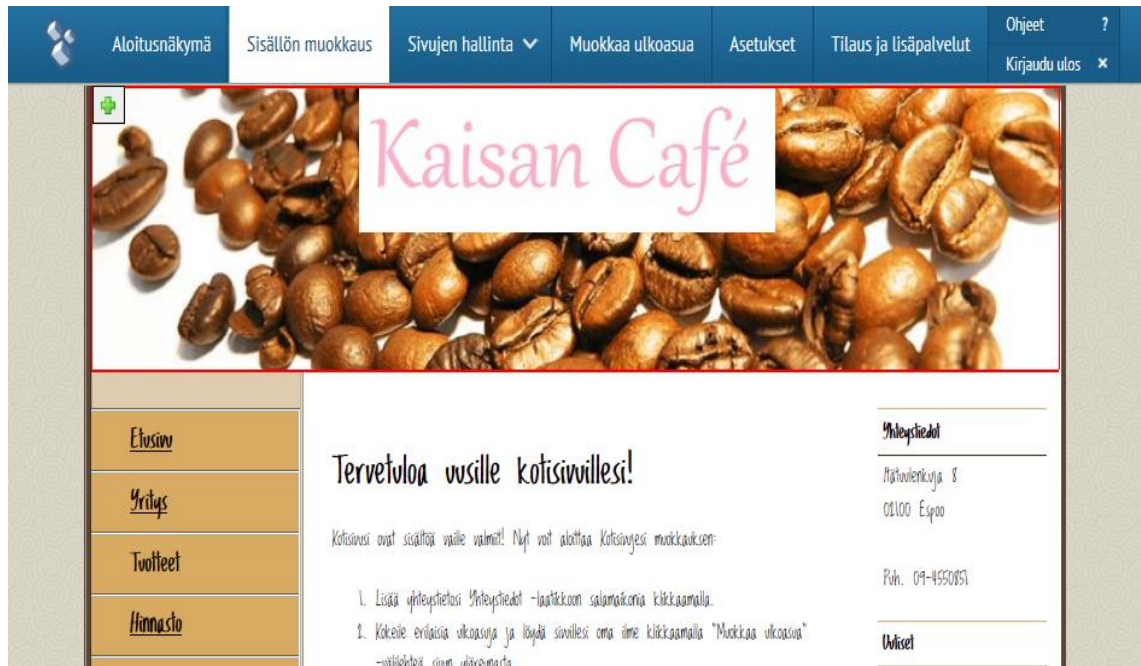 Aloitusnäkymä
Sisällön muokkaus
Sivujen hallinta
Muokkaa ulkoasua
Asetukset
Tilaus ja lisäpalvelut
Ohjeet ?
Kirjaudu ulos ×
Kaisan Café
Etusivu
Yritys
Tuotteet
Hinnasto
Tervetuloa uusille kotisivuillesi!
Kotisivusi ovat sisältöä vaille valmiit! Nyt voit aloittaa Kotisivujesi muokkauksen:
1. Lisää yhteystietosi Yhteystiedot -laatikkoon salamaikonia klikkaamalla.
2. Kokeile erilaisia ulkoasuja ja löydä sivuillesi oma ilme klikkaamalla "Muokkaa ulkoasua"
-välilehteä sivun yläreunasta.
Yhteystiedot
Itätuulenkuja 8
02100 Espoo
Puh. 09-4550851
Uutiset